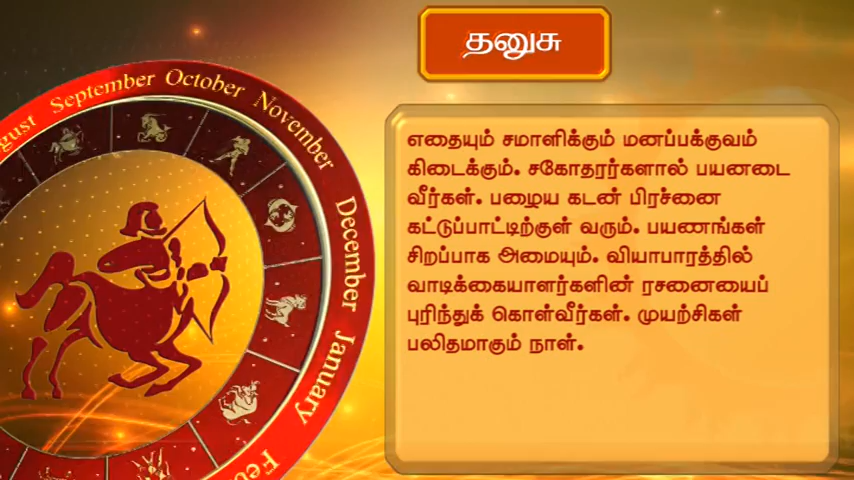 தனுசு
எதையும் சமாளிக்கும் மனப்பக்குவம்
கிடைக்கும். சகோதரர்களால் பயனடை
வீர்கள். பழைய கடன் பிரச்னை
கட்டுப்பாட்டிற்குள் வரும். பயணங்கள்
சிறப்பாக அமையும். வியாபாரத்தில்
வாடிக்கையாளர்களின் ரசனையைப்
புரிந்துக் கொள்வீர்கள். முயற்சிகள்
பலிதமாகும் நாள்.
gust
September
October
November
December
January
Feb